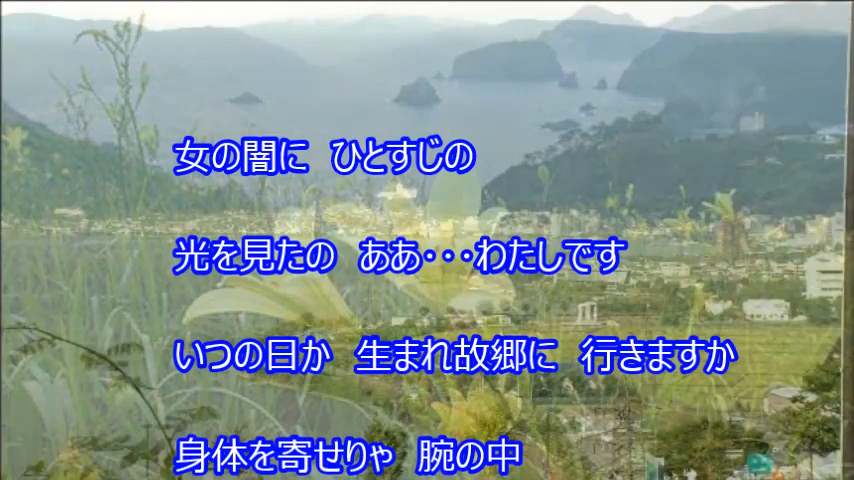 女の闇に　ひとすじの
光を見たの　ああ・・・わたしです
いつの日か　生まれ故郷に　行きますか
身体を寄せりゃ　腕の中